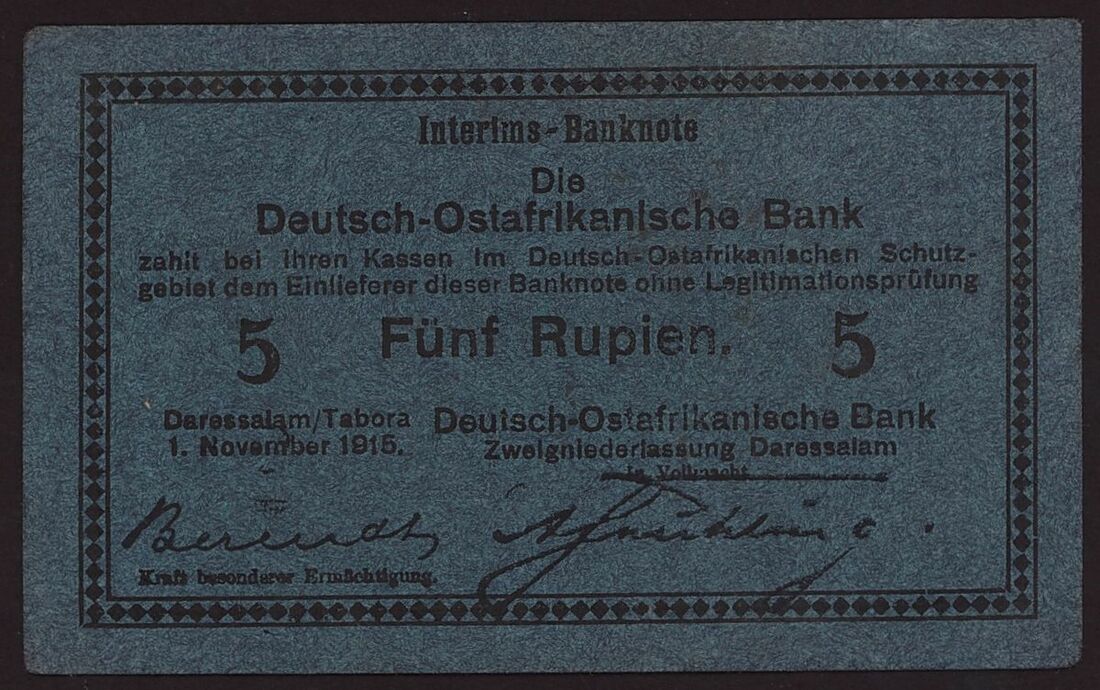 Interims-Banknote
Die
Deutsch-Ostafrikanische Bank
zahlt bei ihren Kassen im Deutsch-Ostafrikanischen Schutz-
gebiet dem Einlieferer dieser Banknote ohne Legitimationsprüfung
5 Fünf Rupien. 5
Daressalam/Tabora Deutsch-Ostafrikanische Bank
1. November 1915. Zweigniederlassung Daressalam
In Vollmacht
Berendt
Kraft besonderer Ermächtigung.